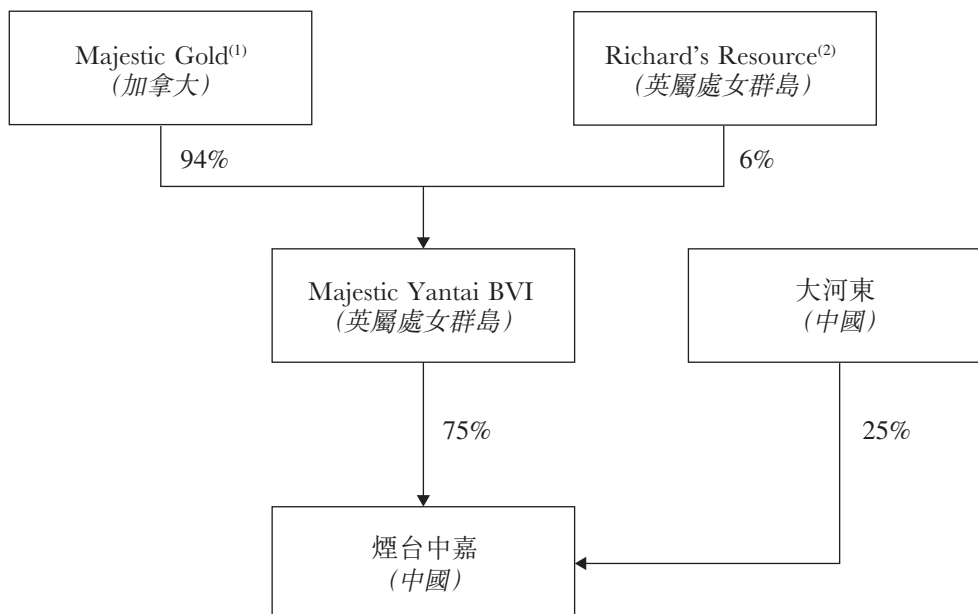 Majestic Gold(1)
(加拿大)
Richard's Resource(2)
(英屬處女群島)
94%
6%
Majestic Yantai BVI
(英屬處女群島)
大河東
(中國)
75%
25%
煙台中嘉
(中國)